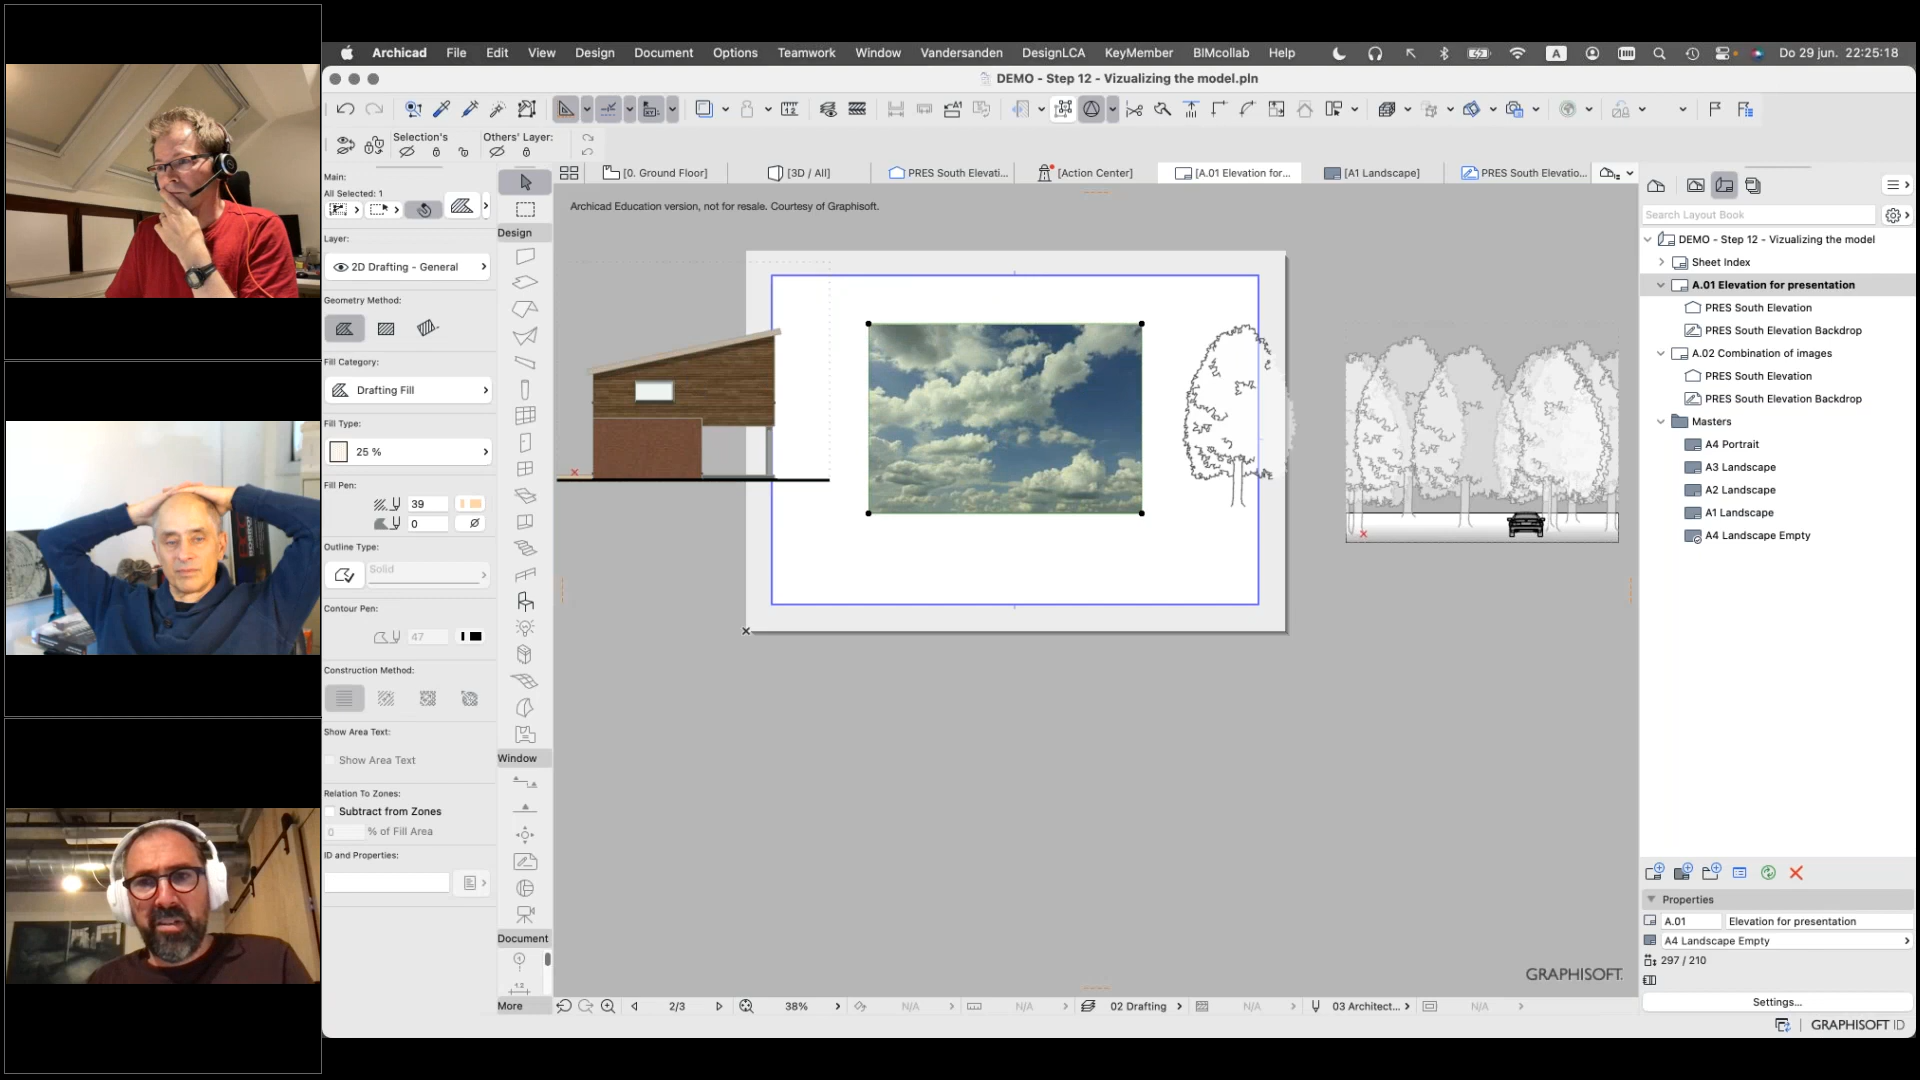 Archicad File Edit View Design Document Options Teamwork Window Vandersanden DesignLCA KeyMember BIMcollab Help A Do 29 jun. 22:25:18
DEMO - Step 12 - Vizualizing the model.pln
Selection's
Others' Layer:
[0. Ground Floor]
[3D / All]
PRES South Elevati...
[Action Center]
[A.01 Elevation for...
[A1 Landscape]
PRES South Elevatio...
Main:
All Selected: 1
Layer:
2D Drafting - General
Geometry Method:
Fill Category:
Drafting Fill
Fill Type:
25 %
Fill Pen:
39
0
Outline Type:
Solid
Contour Pen:
47
Construction Method:
Show Area Text:
Show Area Text
Relation To Zones:
Subtract from Zones
0 % of Fill Area
ID and Properties:
Design
Window
Document
More
Archicad Education version, not for resale. Courtesy of Graphisoft.
GRAPHISOFT.
2/3
38%
N/A
N/A
02 Drafting
N/A
03 Architect...
N/A
Search Layout Book
DEMO - Step 12 - Vizualizing the model
Sheet Index
A.01 Elevation for presentation
PRES South Elevation
PRES South Elevation Backdrop
A.02 Combination of images
PRES South Elevation
PRES South Elevation Backdrop
Masters
A4 Portrait
A3 Landscape
A2 Landscape
A1 Landscape
A4 Landscape Empty
Properties
A.01 Elevation for presentation
A4 Landscape Empty
297 / 210
Settings...
GRAPHISOFT ID